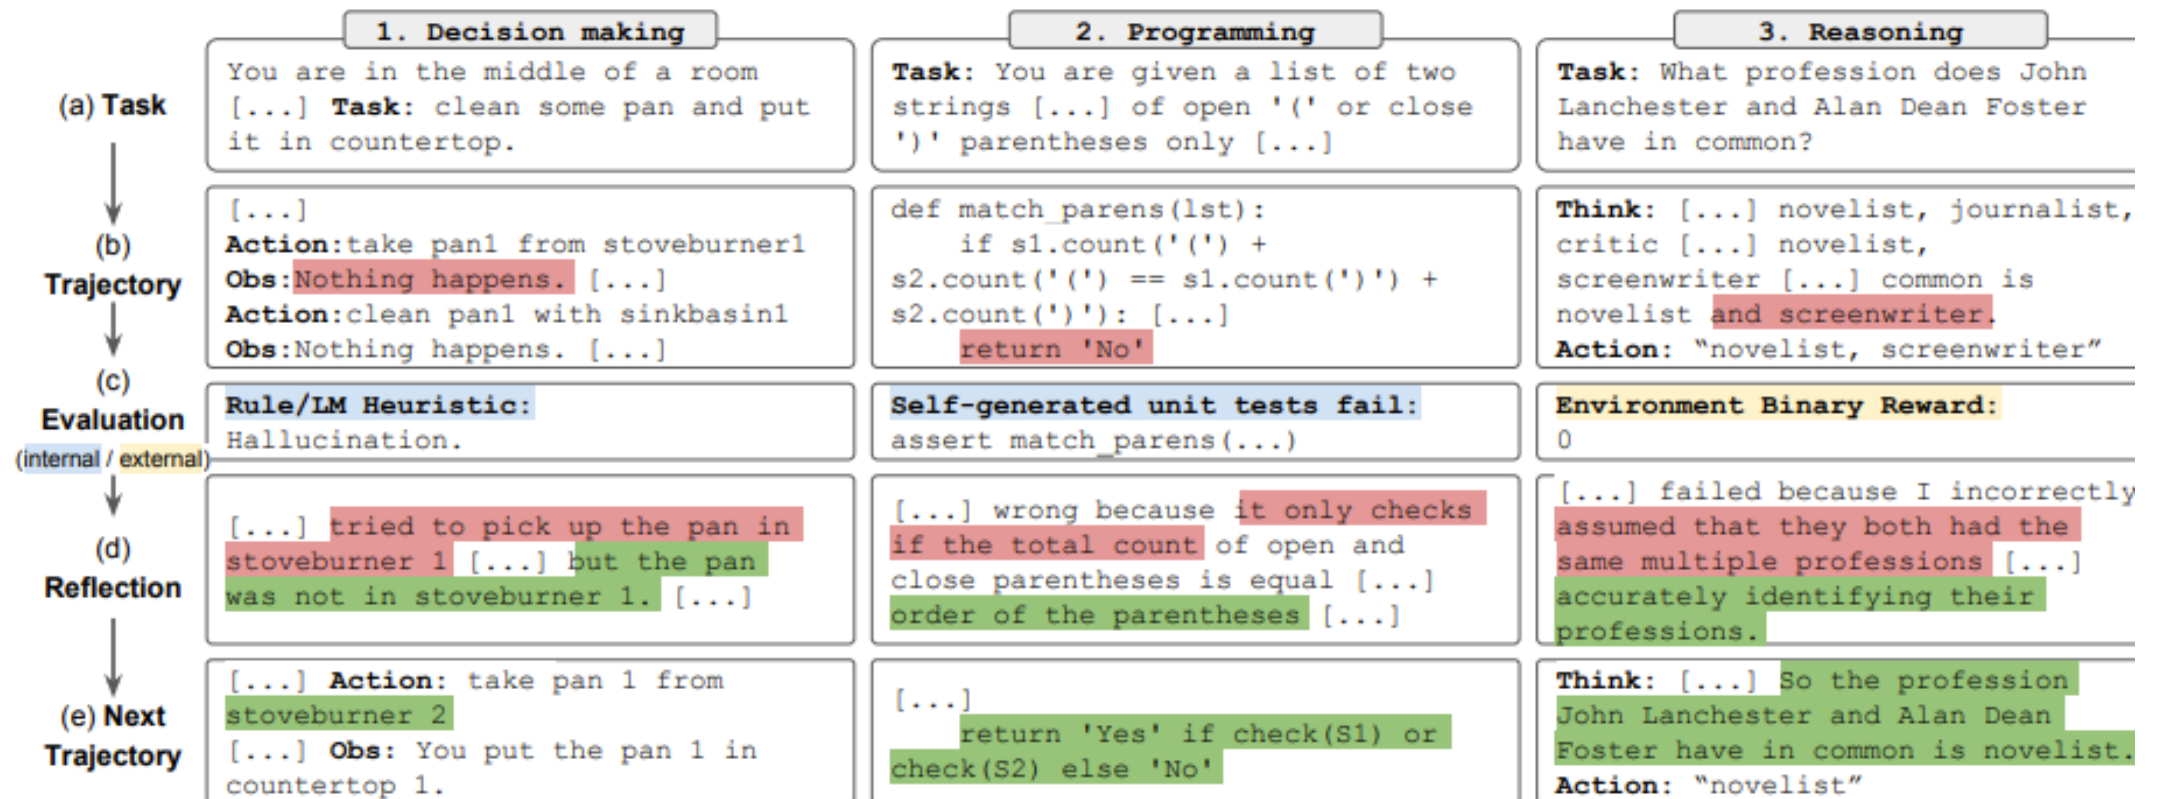 1. Decision making
2. Programming
3. Reasoning
(a) Task
You are in the middle of a room
[...] Task: clean some pan and put
it in countertop.
Task: You are given a list of two
strings [...] of open '(' or close
')' parentheses only [...]
Task: What profession does John
Lanchester and Alan Dean Foster
have in common?
(b)
Trajectory
[...]
Action:take pan1 from stoveburner1
Obs:Nothing happens. [...]
Action:clean pan1 with sinkbasin1
Obs:Nothing happens. [...]
def match_parens(lst):
if s1.count('(') +
s2.count('(') == s1.count(')') +
s2.count(')'): [...]
return 'No'
Think: [...] novelist, journalist,
critic [...] novelist,
screenwriter [...] common is
novelist and screenwriter.
Action: “novelist, screenwriter”
(c)
Evaluation
(internal / external)
Rule/LM Heuristic:
Hallucination.
Self-generated unit tests fail:
assert match_parens(...)
Environment Binary Reward:
0
(d)
Reflection
[...] tried to pick up the pan in
stoveburner 1 [...] but the pan
was not in stoveburner 1. [...]
[...] wrong because it only checks
if the total count of open and
close parentheses is equal [...]
order of the parentheses [...]
[...] failed because I incorrectly
assumed that they both had the
same multiple professions [...]
accurately identifying their
professions.
(e) Next
Trajectory
[...] Action: take pan 1 from
stoveburner 2
[...] Obs: You put the pan 1 in
countertop 1.
[...]
return 'Yes' if check(S1) or
check(S2) else 'No'
Think: [...] So the profession
John Lanchester and Alan Dean
Foster have in common is novelist.
Action: “novelist”